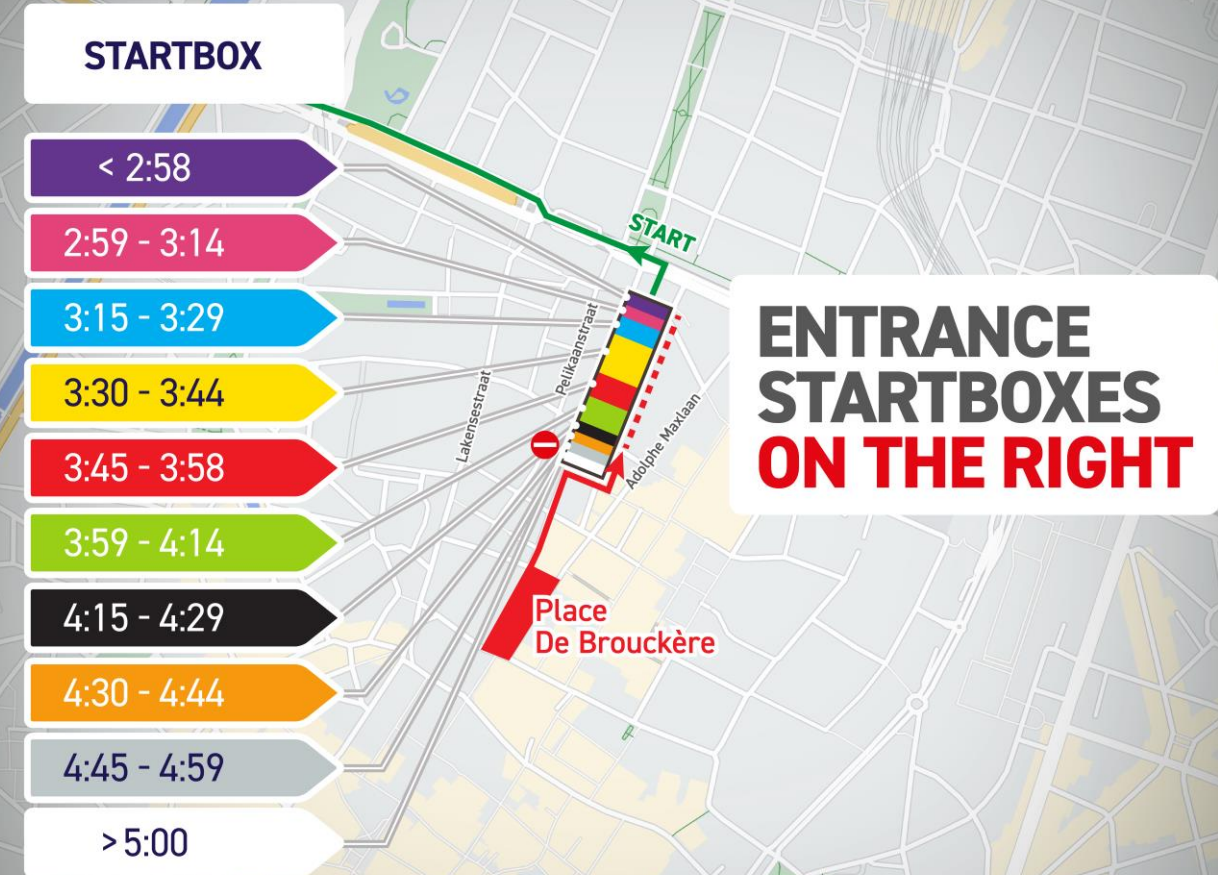 STARTBOX
< 2:58
2:59 - 3:14
3:15 - 3:29
3:30 - 3:44
3:45 - 3:58
3:59 - 4:14
4:15 - 4:29
4:30 - 4:44
4:45 - 4:59
> 5:00
START
Pelikaanstraat
Lakensestraat
Adolphe Maxlaan
Place
De Brouckère
ENTRANCE
STARTBOXES
ON THE RIGHT